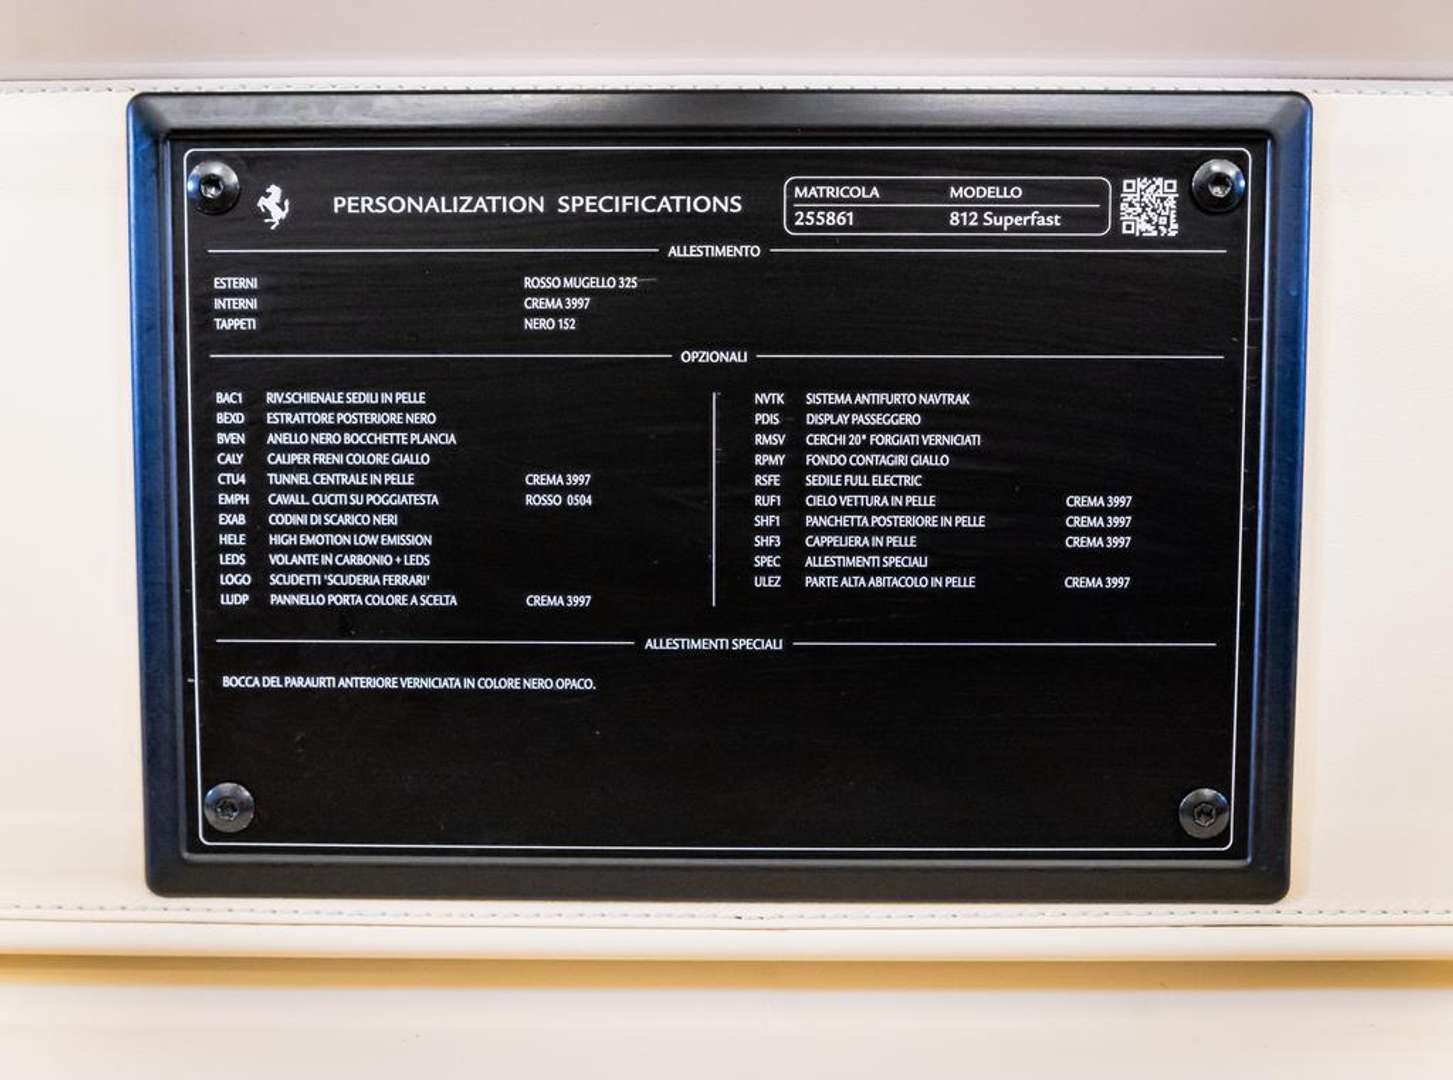 PERSONALIZATION SPECIFICATIONS
MATRICOLA MODELLO
255861 812 Superfast
ALLESTIMENTO
ESTERNI ROSSO MUGELLO 325
INTERNI CREMA 3997
TAPPETI NERO 152
OPZIONALI
BAC1 RIV.SCHIENALE SEDILI IN PELLE
BEXD ESTRATTORE POSTERIORE NERO
BVEN ANELLO NERO BOCCHETTE PLANCIA
CALY CALIPER FRENI COLORE GIALLO
CTU4 TUNNEL CENTRALE IN PELLE CREMA 3997
EMPH CAVALL. CUCITI SU POGGIATESTA ROSSO 0504
EXAB CODINI DI SCARICO NERI
HELE HIGH EMOTION LOW EMISSION
LEDS VOLANTE IN CARBONIO + LEDS
LOGO SCUDETTI 'SCUDERIA FERRARI'
LUDP PANNELLO PORTA COLORE A SCELTA CREMA 3997
NVTK SISTEMA ANTIFURTO NAVTRAK
PDIS DISPLAY PASSEGGERO
RMSV CERCHI 20" FORGIATI VERNICIATI
RPMY FONDO CONTAGIRI GIALLO
RSFE SEDILE FULL ELECTRIC
RUF1 CIELO VETTURA IN PELLE CREMA 3997
SHF1 PANCHETTA POSTERIORE IN PELLE CREMA 3997
SHF3 CAPPELIERA IN PELLE CREMA 3997
SPEC ALLESTIMENTI SPECIALI
ULEZ PARTE ALTA ABITACOLO IN PELLE CREMA 3997
ALLESTIMENTI SPECIALI
BOCCA DEL PARAURTI ANTERIORE VERNICIATA IN COLORE NERO OPACO.